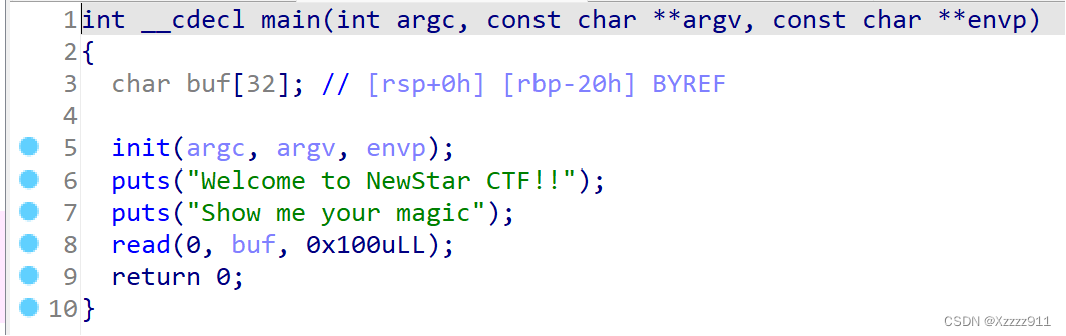 1 int __cdecl main(int argc, const char **argv, const char **envp)
2 {
3   char buf[32]; // [rsp+0h] [rbp-20h] BYREF
4
5   init(argc, argv, envp);
6   puts("Welcome to NewStar CTF!!");
7   puts("Show me your magic");
8   read(0, buf, 0x100uLL);
9   return 0;
10 }
CSDN @Xzzzz911